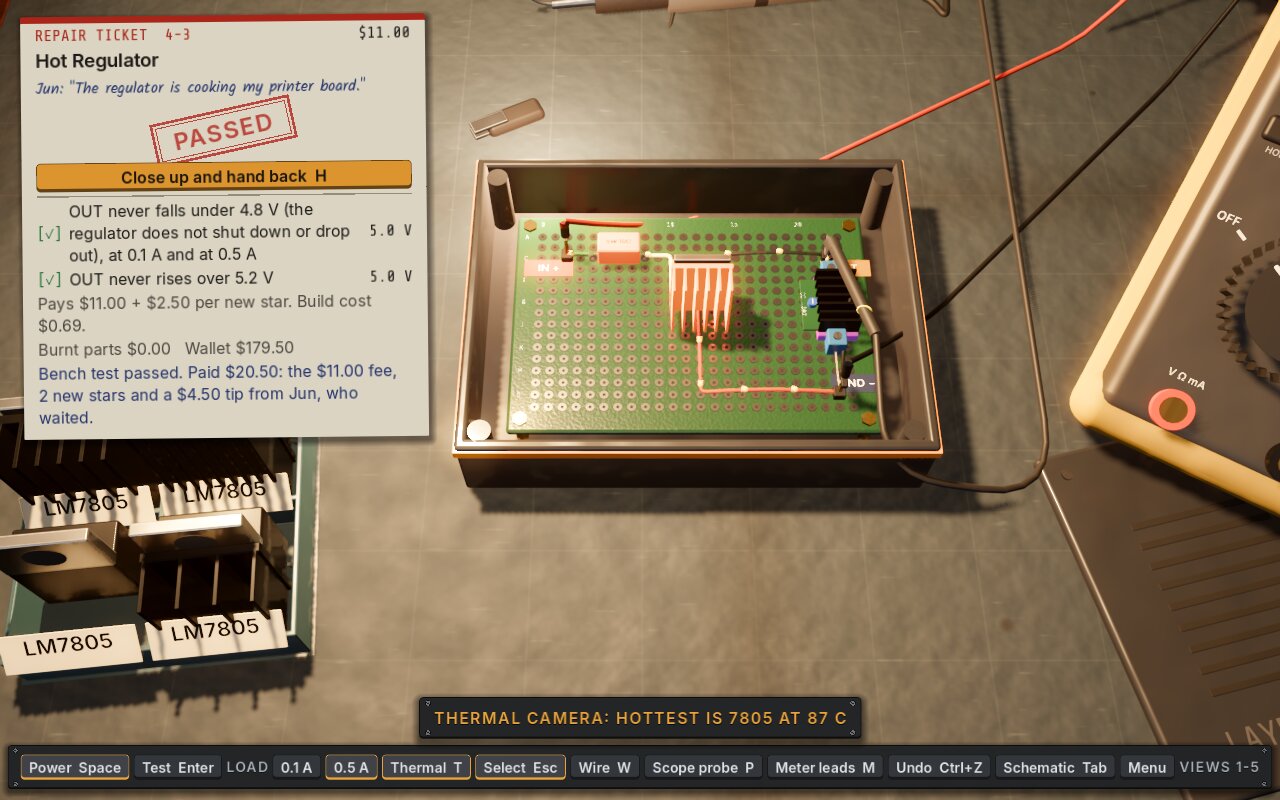 REPAIR TICKET 4-3 $11.00
Hot Regulator
Jun: "The regulator is cooking my printer board."
PASSED
Close up and hand back H
OUT never falls under 4.8 V (the
[✓] regulator does not shut down or drop 5.0 V
out), at 0.1 A and at 0.5 A
[✓] OUT never rises over 5.2 V 5.0 V
Pays $11.00 + $2.50 per new star. Build cost
$0.69.
Burnt parts $0.00 Wallet $179.50
Bench test passed. Paid $20.50: the $11.00 fee,
2 new stars and a $4.50 tip from Jun, who
waited.
IN +
ND -
OFF
HO
VΩmA
LM7805
LM7805
LM7805
LM7805
THERMAL CAMERA: HOTTEST IS 7805 AT 87 C
Power Space Test Enter LOAD 0.1 A 0.5 A Thermal T Select Esc Wire W Scope probe P Meter leads M Undo Ctrl+Z Schematic Tab Menu VIEWS 1-5